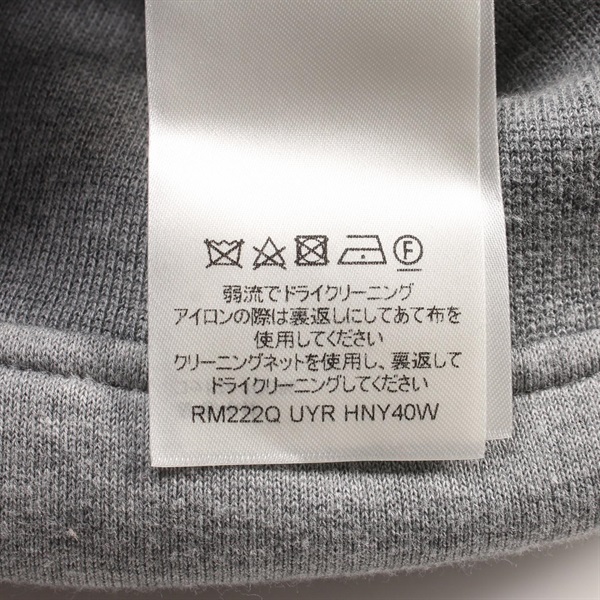 F
弱流でドライクリーニング
アイロンの際は裏返しにしてあて布を
使用してください
クリーニングネットを使用し、裏返して
ドライクリーニングしてください
RM222Q UYR HNY40W